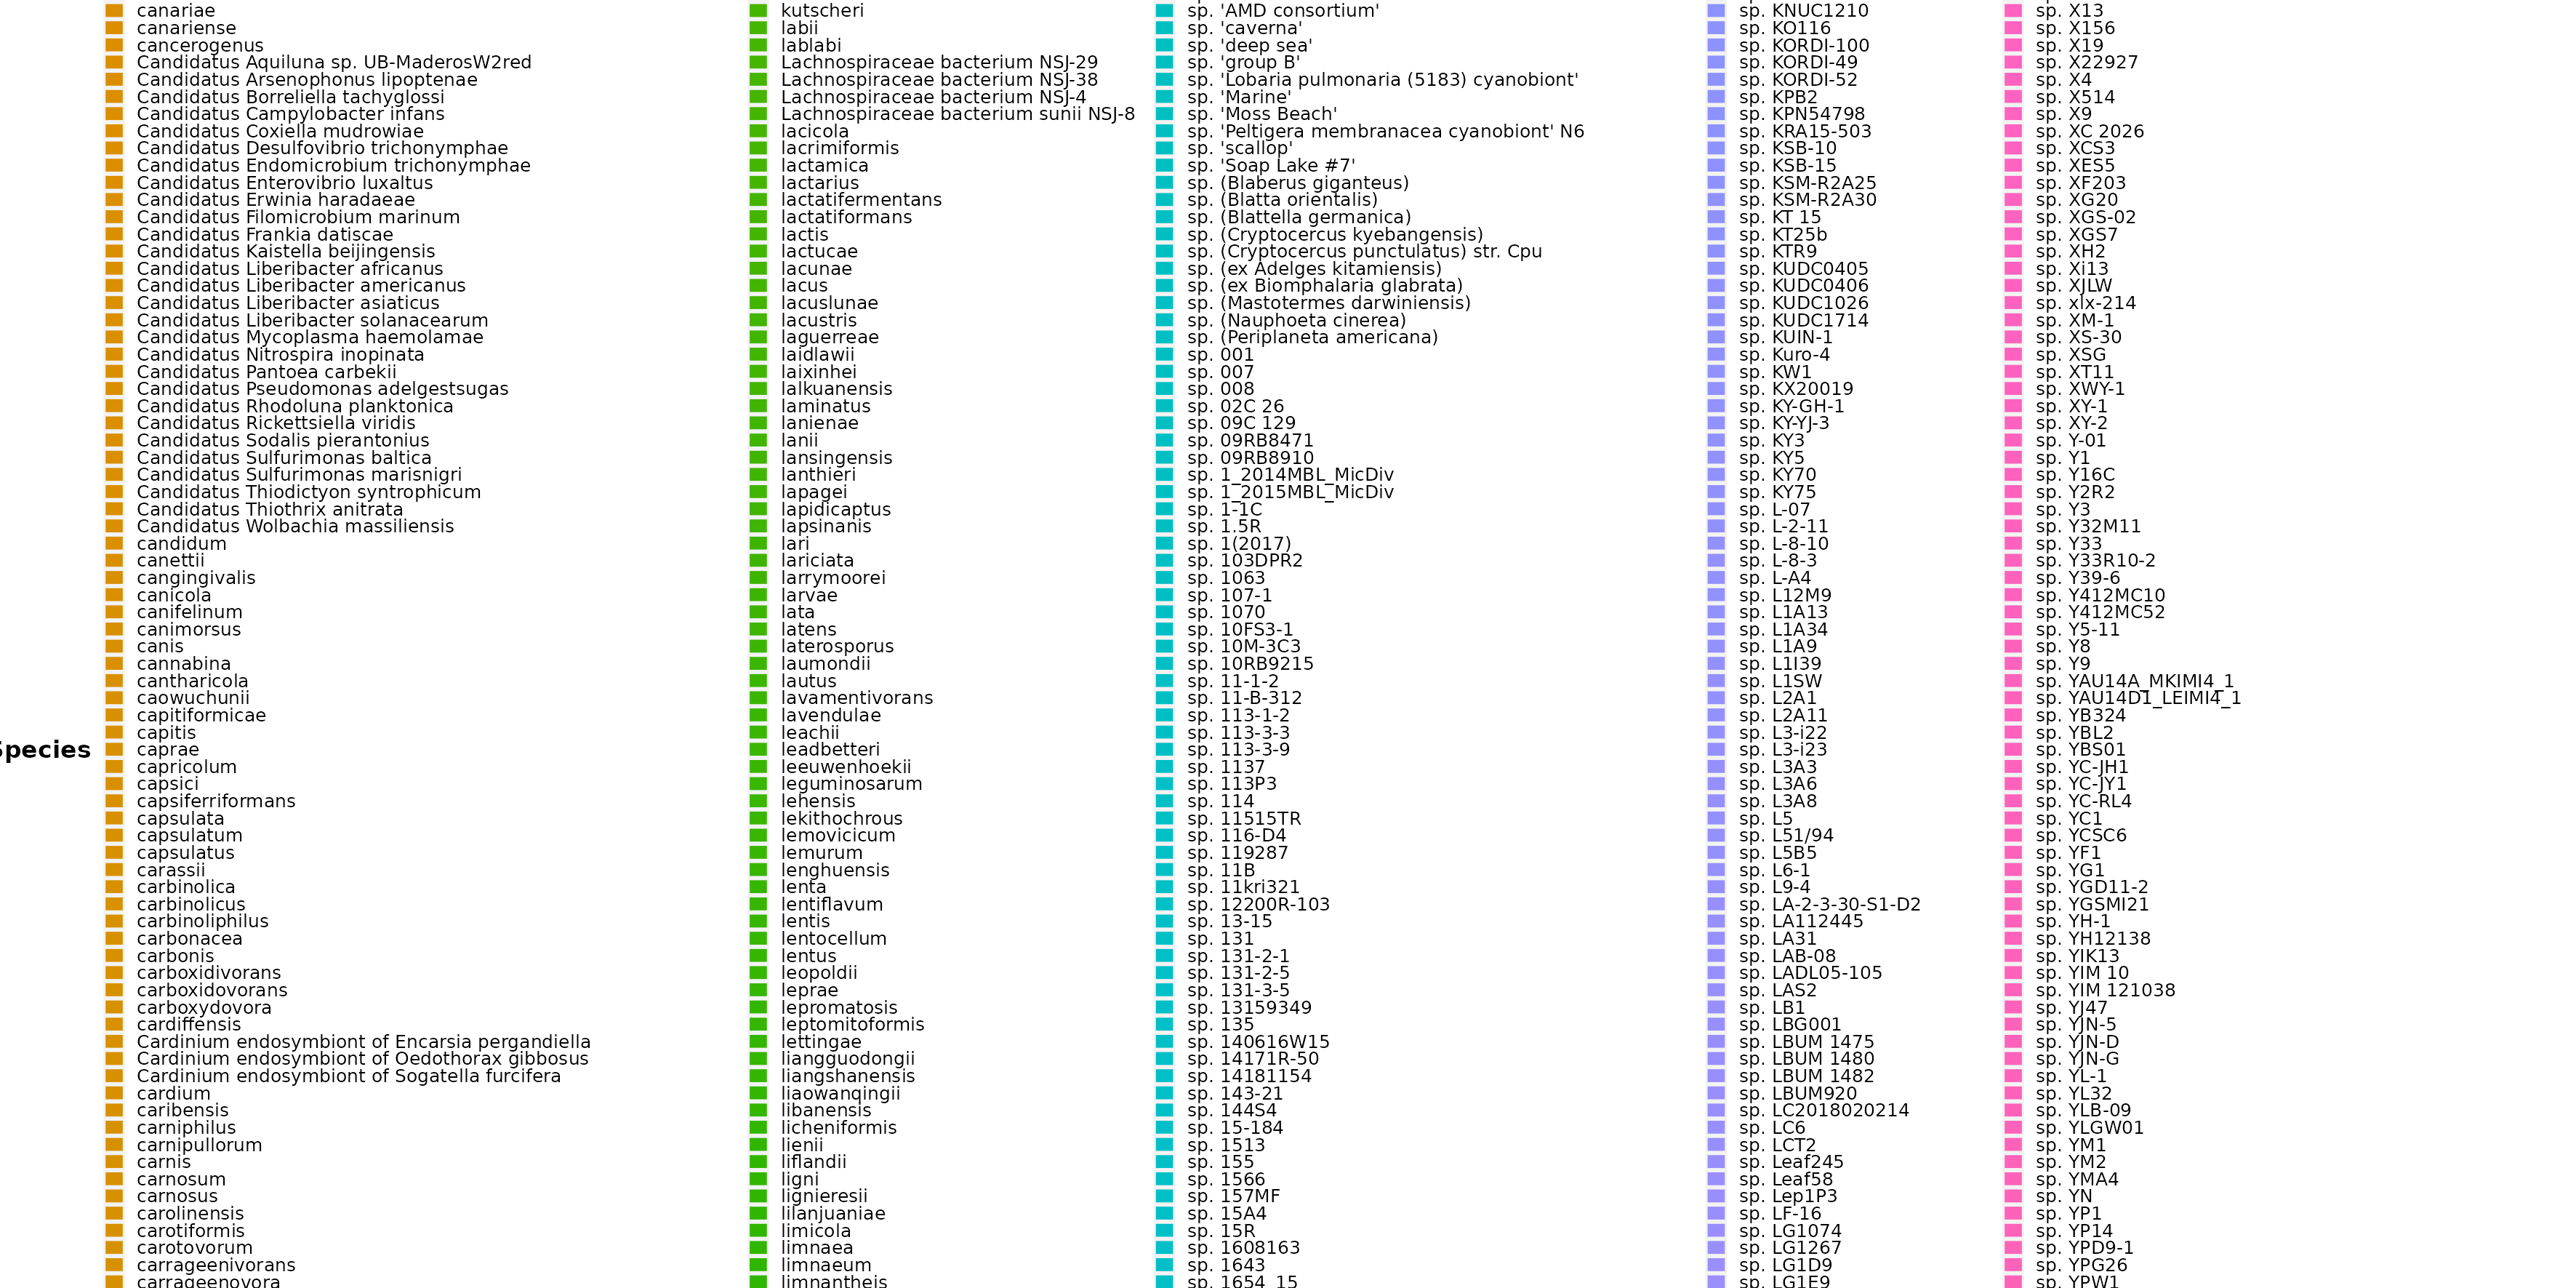 Species
canariae
canariense
cancerogenus
Candidatus Aquiluna sp. UB-MaderosW2red
Candidatus Arsenophonus lipoptenae
Candidatus Borreliella tachyglossi
Candidatus Campylobacter infans
Candidatus Coxiella mudrowiae
Candidatus Desulfovibrio trichonymphae
Candidatus Endomicrobium trichonymphae
Candidatus Enterovibrio luxaltus
Candidatus Erwinia haradaeae
Candidatus Filomicrobium marinum
Candidatus Frankia datiscae
Candidatus Kaistella beijingensis
Candidatus Liberibacter africanus
Candidatus Liberibacter americanus
Candidatus Liberibacter asiaticus
Candidatus Liberibacter solanacearum
Candidatus Mycoplasma haemolamae
Candidatus Nitrospira inopinata
Candidatus Pantoea carbekii
Candidatus Pseudomonas adelgestsugas
Candidatus Rhodoluna planktonica
Candidatus Rickettsiella viridis
Candidatus Sodalis pierantonius
Candidatus Sulfurimonas baltica
Candidatus Sulfurimonas marisnigri
Candidatus Thiodictyon syntrophicum
Candidatus Thiothrix anitrata
Candidatus Wolbachia massiliensis
candidum
canettii
cangingivalis
canicola
canifelinum
canimorsus
canis
cannabina
cantharicola
caowuchunii
capitiformicae
capitis
caprae
capricolum
capsici
capsiferriformans
capsulata
capsulatum
capsulatus
carassii
carbinolica
carbinolicus
carbinoliphilus
carbonacea
carbonis
carboxidivorans
carboxidovorans
carboxydovora
cardiffensis
Cardinium endosymbiont of Encarsia pergandiella
Cardinium endosymbiont of Oedothorax gibbosus
Cardinium endosymbiont of Sogatella furcifera
cardium
caribensis
carniphilus
carnipullorum
carnis
carnosum
carnosus
carolinensis
carotiformis
carotovorum
carrageenivorans
carrageenovora
kutscheri
labii
lablabi
Lachnospiraceae bacterium NSJ-29
Lachnospiraceae bacterium NSJ-38
Lachnospiraceae bacterium NSJ-4
Lachnospiraceae bacterium sunii NSJ-8
lacicola
lacrimiformis
lactamica
lactarius
lactatifermentans
lactatiformans
lactis
lactucae
lacunae
lacus
lacuslunae
lacustris
laguerreae
laidlawii
laixinhei
lalkuanensis
laminatus
lanienae
lanii
lansingensis
lanthieri
lapagei
lapidicaptus
lapsinanis
lari
lariciata
larrymoorei
larvae
lata
latens
laterosporus
laumondii
lautus
lavamentivorans
lavendulae
leachii
leadbetteri
leeuwenhoekii
leguminosarum
lehensis
lekithochrous
lemovicicum
lemurum
lenghuensis
lenta
lentiflavum
lentis
lentocellum
lentus
leopoldii
leprae
lepromatosis
leptomitoformis
lettingae
liangguodongii
liangshanensis
liaowanqingii
libanensis
licheniformis
lienii
liflandii
ligni
lignieresii
lilanjuaniae
limicola
limnaea
limnaeum
limnantheis
sp. 'AMD consortium'
sp. 'caverna'
sp. 'deep sea'
sp. 'group B'
sp. 'Lobaria pulmonaria (5183) cyanobiont'
sp. 'Marine'
sp. 'Moss Beach'
sp. 'Peltigera membranacea cyanobiont' N6
sp. 'scallop'
sp. 'Soap Lake #7'
sp. (Blaberus giganteus)
sp. (Blatta orientalis)
sp. (Blattella germanica)
sp. (Cryptocercus kyebangensis)
sp. (Cryptocercus punctulatus) str. Cpu
sp. (ex Adelges kitamiensis)
sp. (ex Biomphalaria glabrata)
sp. (Mastotermes darwiniensis)
sp. (Nauphoeta cinerea)
sp. (Periplaneta americana)
sp. 001
sp. 007
sp. 008
sp. 02C 26
sp. 09C 129
sp. 09RB8471
sp. 09RB8910
sp. 1_2014MBL_MicDiv
sp. 1_2015MBL_MicDiv
sp. 1-1C
sp. 1.5R
sp. 1(2017)
sp. 103DPR2
sp. 1063
sp. 107-1
sp. 1070
sp. 10FS3-1
sp. 10M-3C3
sp. 10RB9215
sp. 11-1-2
sp. 11-B-312
sp. 113-1-2
sp. 113-3-3
sp. 113-3-9
sp. 1137
sp. 113P3
sp. 114
sp. 11515TR
sp. 116-D4
sp. 119287
sp. 11B
sp. 11kri321
sp. 12200R-103
sp. 13-15
sp. 131
sp. 131-2-1
sp. 131-2-5
sp. 131-3-5
sp. 13159349
sp. 135
sp. 140616W15
sp. 14171R-50
sp. 14181154
sp. 143-21
sp. 144S4
sp. 15-184
sp. 1513
sp. 155
sp. 1566
sp. 157MF
sp. 15A4
sp. 15R
sp. 1608163
sp. 1643
sp. 1654_15
sp. KNUC1210
sp. KO116
sp. KORDI-100
sp. KORDI-49
sp. KORDI-52
sp. KPB2
sp. KPN54798
sp. KRA15-503
sp. KSB-10
sp. KSB-15
sp. KSM-R2A25
sp. KSM-R2A30
sp. KT 15
sp. KT25b
sp. KTR9
sp. KUDC0405
sp. KUDC0406
sp. KUDC1026
sp. KUDC1714
sp. KUIN-1
sp. Kuro-4
sp. KW1
sp. KX20019
sp. KY-GH-1
sp. KY-YJ-3
sp. KY3
sp. KY5
sp. KY70
sp. KY75
sp. L-07
sp. L-2-11
sp. L-8-10
sp. L-8-3
sp. L-A4
sp. L12M9
sp. L1A13
sp. L1A34
sp. L1A9
sp. L1I39
sp. L1SW
sp. L2A1
sp. L2A11
sp. L3-i22
sp. L3-i23
sp. L3A3
sp. L3A6
sp. L3A8
sp. L5
sp. L51/94
sp. L5B5
sp. L6-1
sp. L9-4
sp. LA-2-3-30-S1-D2
sp. LA112445
sp. LA31
sp. LAB-08
sp. LADL05-105
sp. LAS2
sp. LB1
sp. LBG001
sp. LBUM 1475
sp. LBUM 1480
sp. LBUM 1482
sp. LBUM920
sp. LC2018020214
sp. LC6
sp. LCT2
sp. Leaf245
sp. Leaf58
sp. Lep1P3
sp. LF-16
sp. LG1074
sp. LG1267
sp. LG1D9
sp. LG1E9
sp. X13
sp. X156
sp. X19
sp. X22927
sp. X4
sp. X514
sp. X9
sp. XC 2026
sp. XCS3
sp. XES5
sp. XF203
sp. XG20
sp. XGS-02
sp. XGS7
sp. XH2
sp. Xi13
sp. XJLW
sp. xlx-214
sp. XM-1
sp. XS-30
sp. XSG
sp. XT11
sp. XWY-1
sp. XY-1
sp. XY-2
sp. Y-01
sp. Y1
sp. Y16C
sp. Y2R2
sp. Y3
sp. Y32M11
sp. Y33
sp. Y33R10-2
sp. Y39-6
sp. Y412MC10
sp. Y412MC52
sp. Y5-11
sp. Y8
sp. Y9
sp. YAU14A_MKIMI4_1
sp. YAU14D1_LEIMI4_1
sp. YB324
sp. YBL2
sp. YBS01
sp. YC-JH1
sp. YC-JY1
sp. YC-RL4
sp. YC1
sp. YCSC6
sp. YF1
sp. YG1
sp. YGD11-2
sp. YGSMI21
sp. YH-1
sp. YH12138
sp. YIK13
sp. YIM 10
sp. YIM 121038
sp. YJ47
sp. YJN-5
sp. YJN-D
sp. YJN-G
sp. YL-1
sp. YL32
sp. YLB-09
sp. YLGW01
sp. YM1
sp. YM2
sp. YMA4
sp. YN
sp. YP1
sp. YP14
sp. YPD9-1
sp. YPG26
sp. YPW1